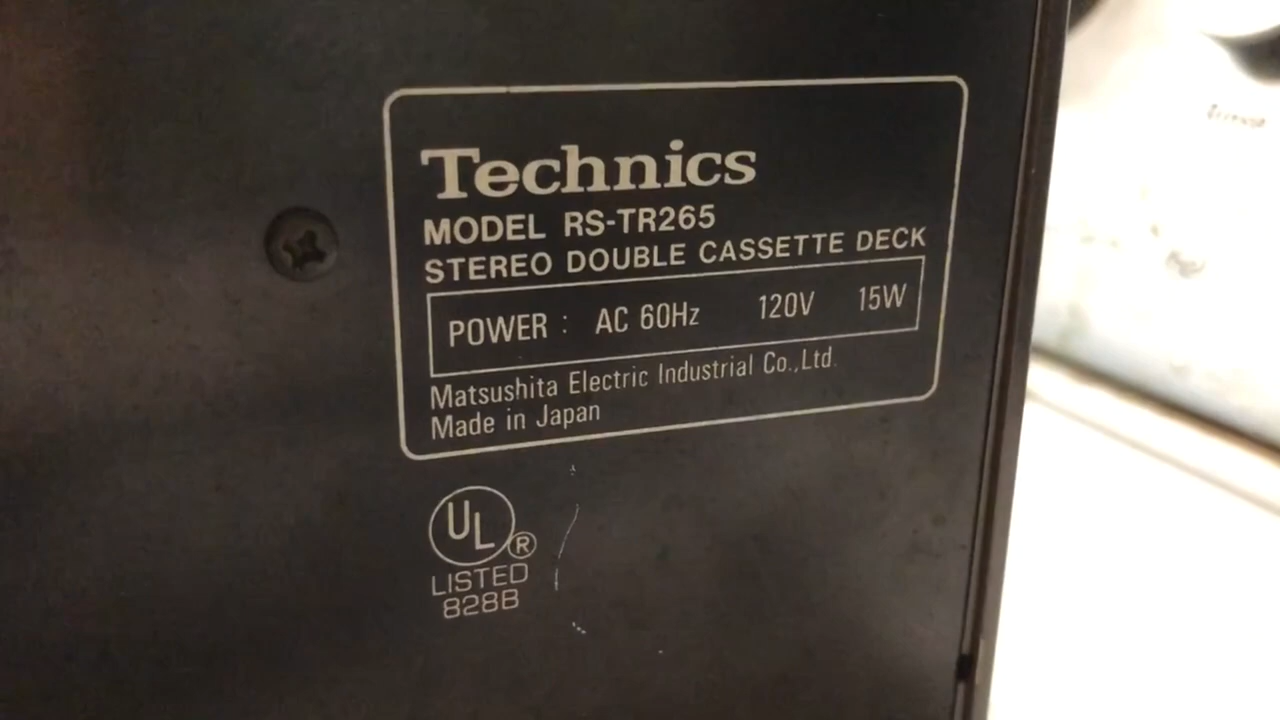 Technics
MODEL RS-TR265
STEREO DOUBLE CASSETTE DECK
POWER : AC 60Hz 120V 15W
Matsushita Electric Industrial Co.,Ltd.
Made in Japan
UL ®
LISTED
828B